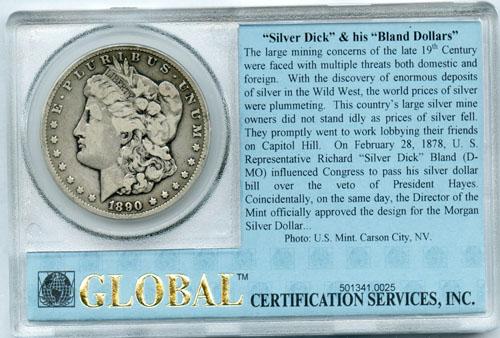 "Silver Dick" & his "Bland Dollars"
The large mining concerns of the late 19th Century
were faced with multiple threats both domestic and
foreign. With the discovery of enormous deposits
of silver in the Wild West, the world prices of silver
were plummeting. This country's large silver mine
owners did not stand idly as prices of silver fell.
They promptly went to work lobbying their friends
on Capitol Hill. On February 28, 1878, U. S.
Representative Richard "Silver Dick" Bland (D-
MO) influenced Congress to pass his silver dollar
bill over the veto of President Hayes.
Coincidentally, on the same day, the Director of the
Mint officially approved the design for the Morgan
Silver Dollar...
Photo: U.S. Mint. Carson City, NV.
E·PLURIBUS·UNUM
1890
501341.0025
GLOBAL™
CERTIFICATION SERVICES, INC.